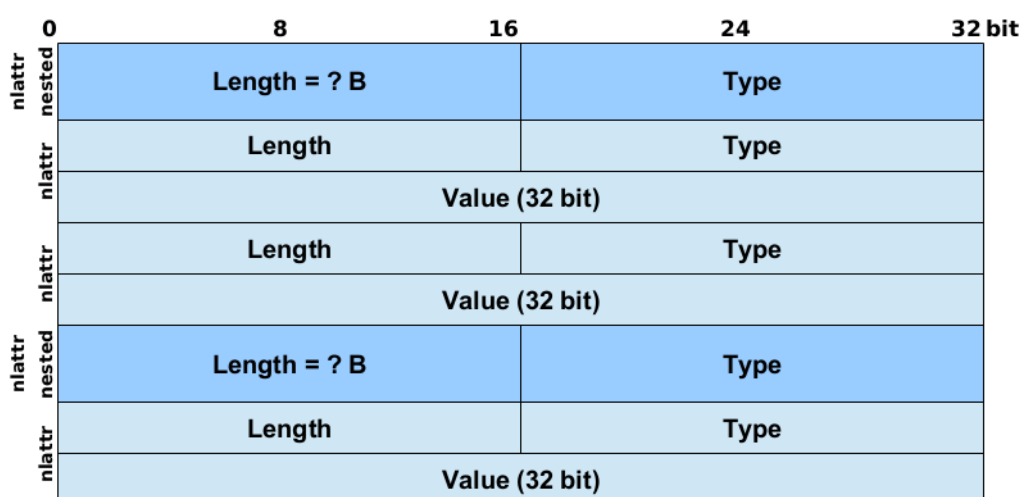 0 8 16 24 32 bit
nlattr
nested
Length = ? B Type
nlattr
Length Type
Value (32 bit)
nlattr
Length Type
Value (32 bit)
nlattr
nested
Length = ? B Type
nlattr
Length Type
Value (32 bit)